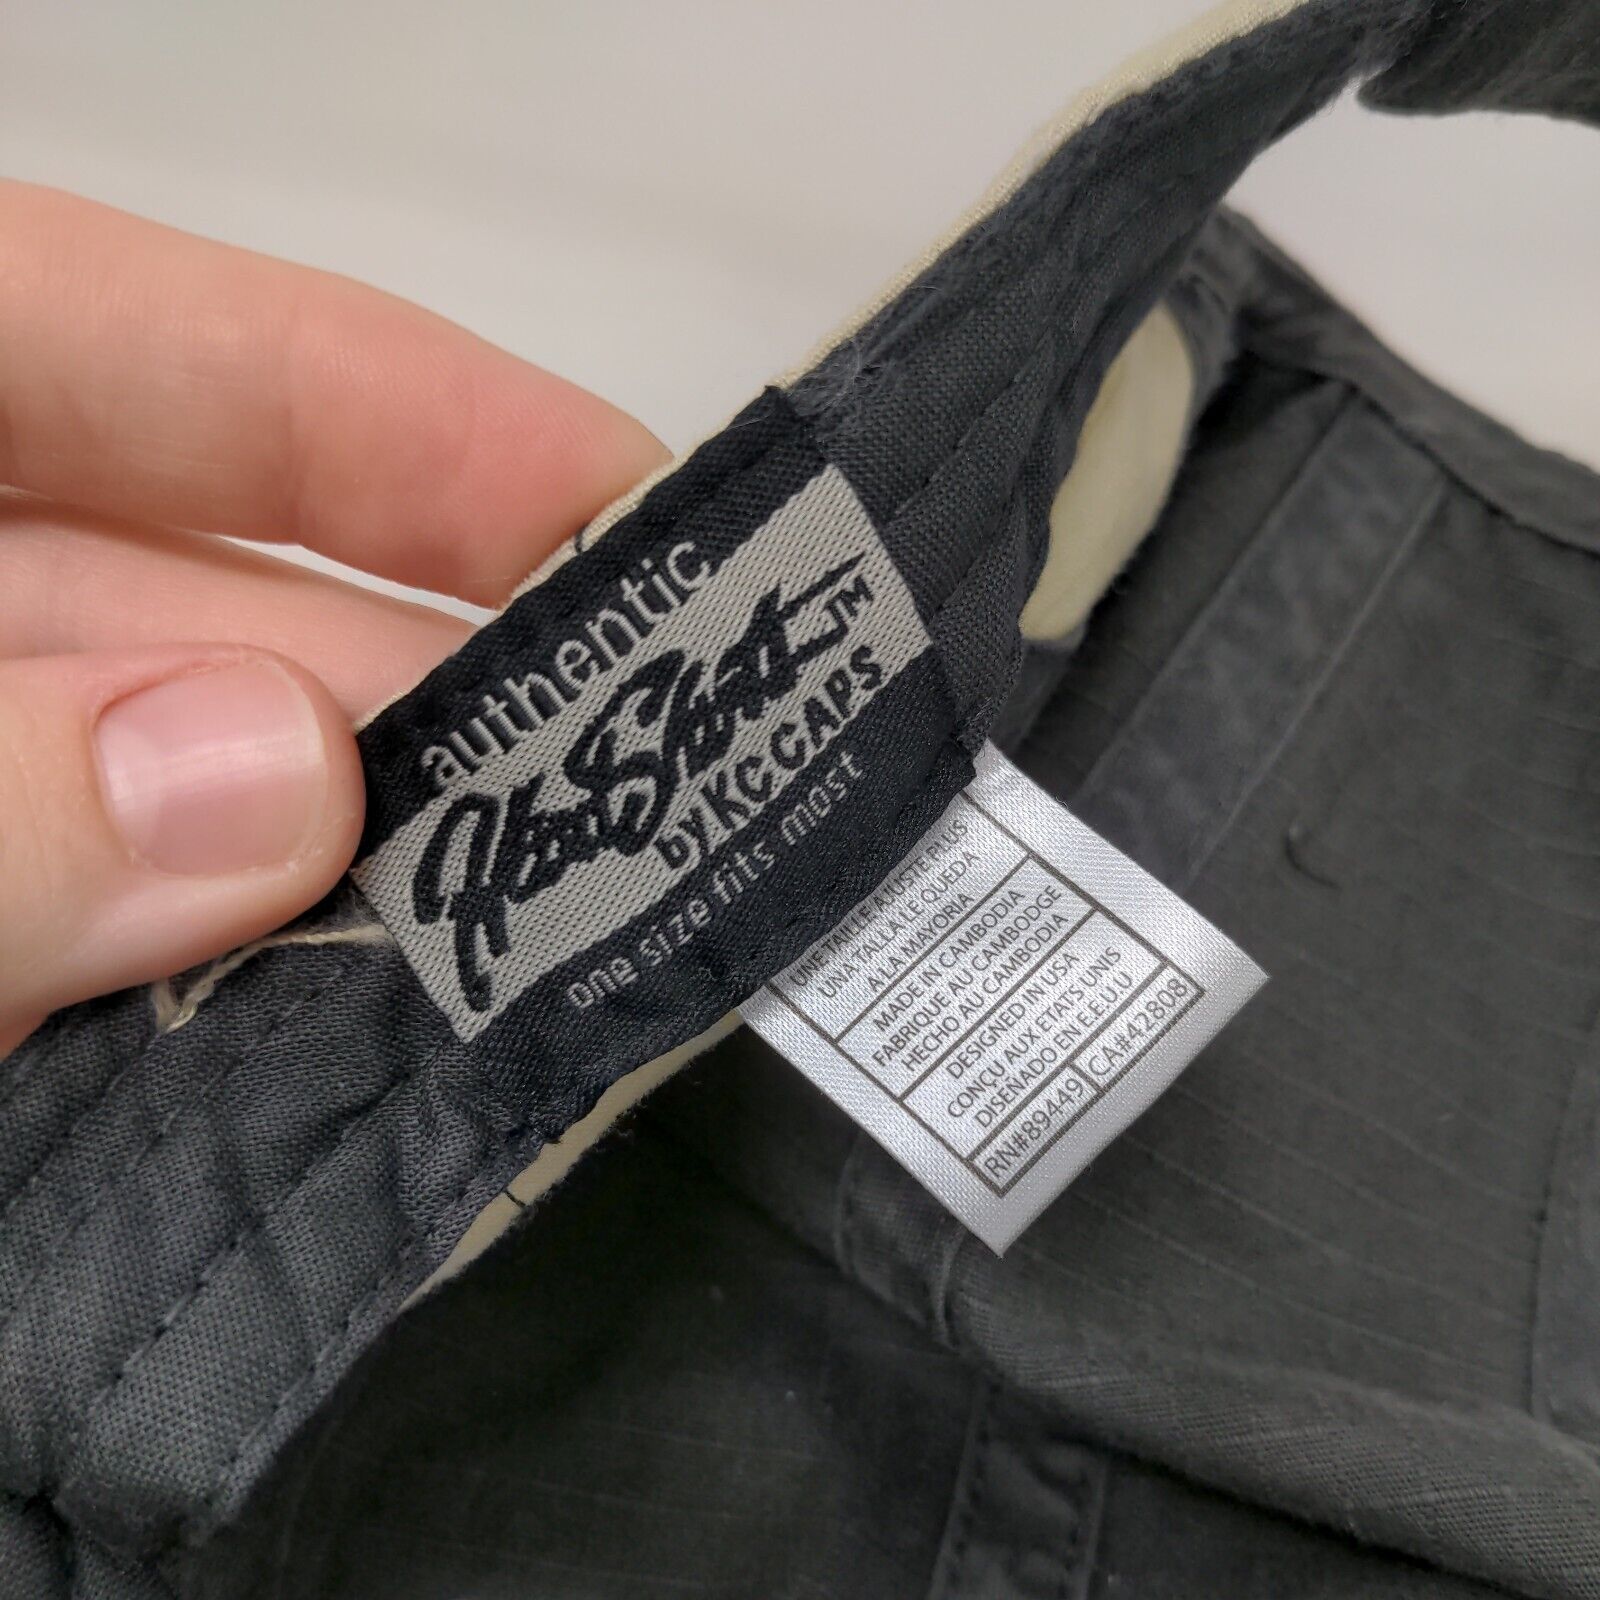 authentic
HeadShots™
by KC CAPS
one size fits most
UNE TAILLE AJUSTE PLUS
UNA TALLA LE QUEDA
A LA MAYORIA
MADE IN CAMBODIA
FABRIQUE AU CAMBODGE
HECHO AU CAMBODIA
DESIGNED IN USA
CONÇU AUX ETATS UNIS
DISEÑADO EN E.E.U.U
RN#89449 CA#42808